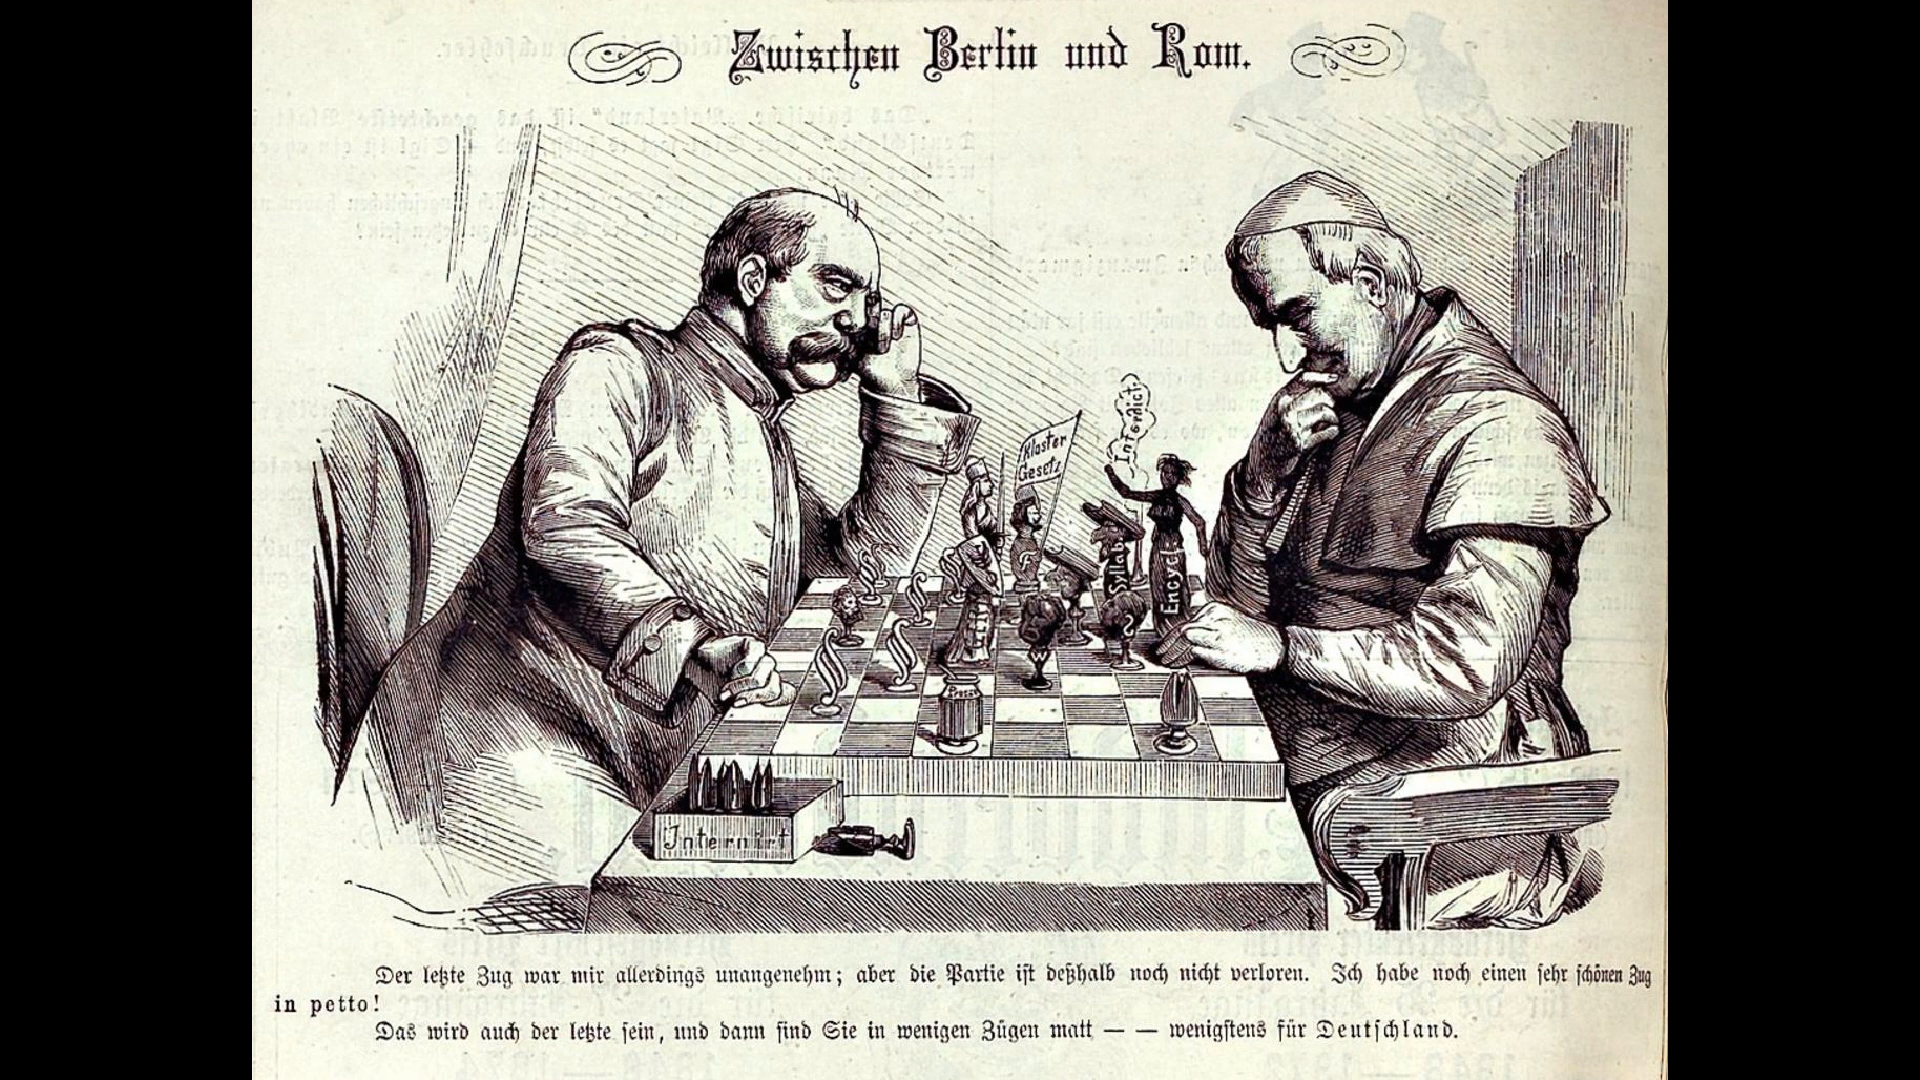 Zwischen Berlin und Rom.
Interdict
Kloster
Gesetz
Syllab
Encycl
Internirt
Der letzte Zug war mir allerdings unangenehm; aber die Partie ist deßhalb noch nicht verloren. Ich habe noch einen sehr schönen Zug
in petto!
Das wird auch der letzte sein, und dann sind Sie in wenigen Zügen matt — — wenigstens für Deutschland.